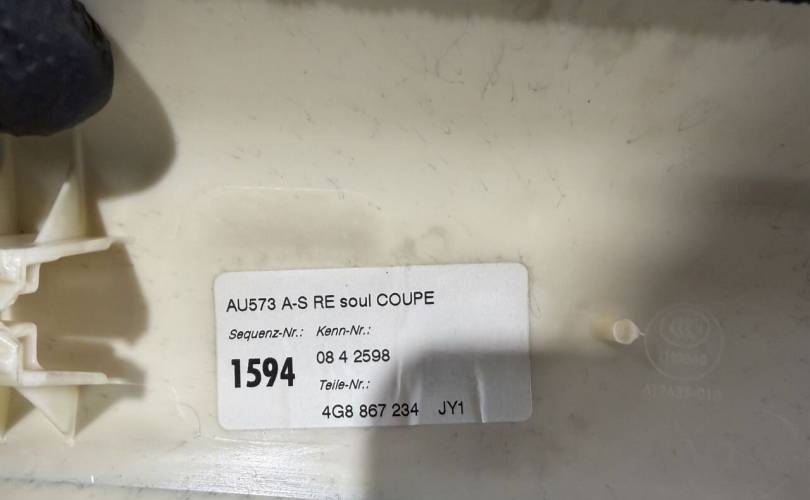 AU573 A-S RE soul COUPE
Sequenz-Nr.: Kenn-Nr.:
1594 08 4 2598
Teile-Nr.:
4G8 867 234 JY1